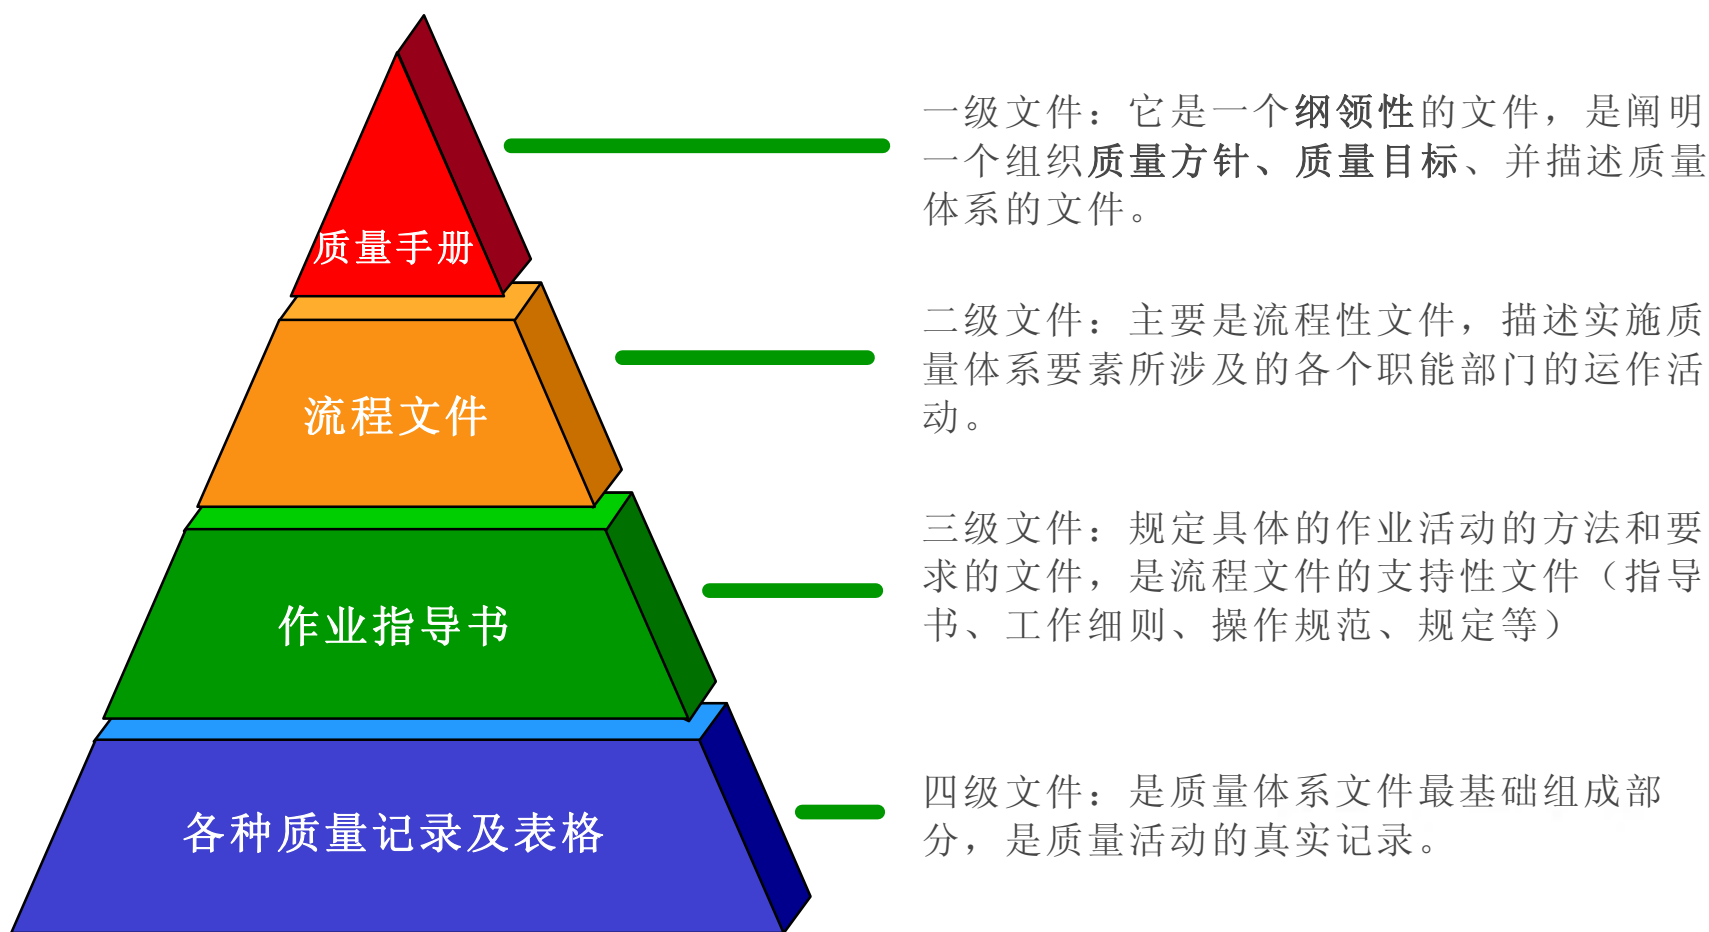 质量手册
一级文件：它是一个纲领性的文件，是阐明
一个组织质量方针、质量目标、并描述质量
体系的文件。
流程文件
二级文件：主要是流程性文件，描述实施质
量体系要素所涉及的各个职能部门的运作活
动。
作业指导书
三级文件：规定具体的作业活动的方法和要
求的文件，是流程文件的支持性文件（指导
书、工作细则、操作规范、规定等）
各种质量记录及表格
四级文件：是质量体系文件最基础组成部
分，是质量活动的真实记录。